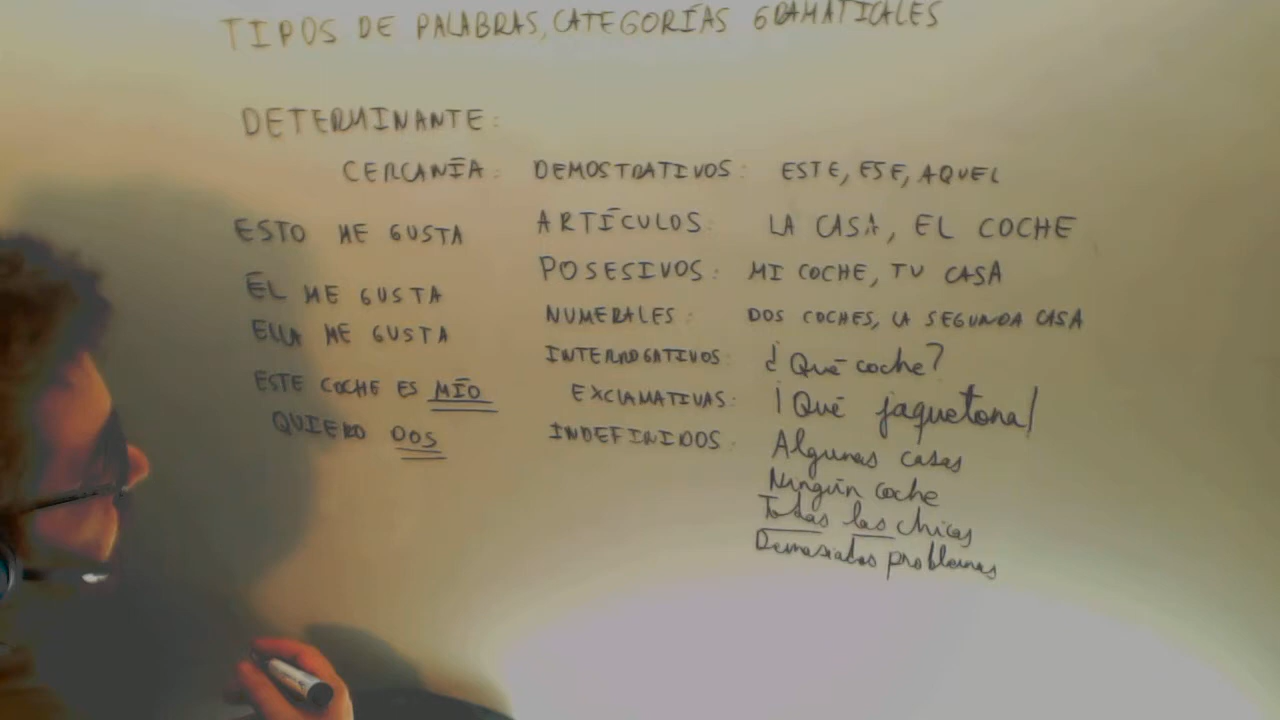 TIPOS DE PALABRAS, CATEGORÍAS GRAMATICALES
DETERMINANTE:
CERCANÍA: DEMOSTRATIVOS: ESTE, ESE, AQUEL
ARTÍCULOS: LA CASA, EL COCHE
POSESIVOS: MI COCHE, TU CASA
NUMERALES: DOS COCHES, LA SEGUNDA CASA
INTERROGATIVOS: ¿Qué coche?
EXCLAMATIVAS: ¡Qué jaquetona!
INDEFINIDOS: Algunas casas
Ningún coche
Todas las chicas
Demasiados problemas
ESTO ME GUSTA
ÉL ME GUSTA
ELLA ME GUSTA
ESTE COCHE ES MÍO
QUIERO DOS